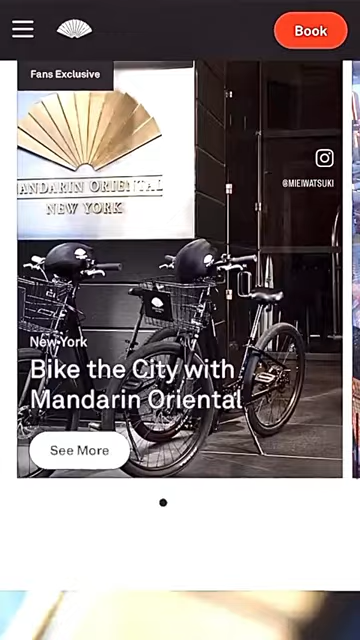 Book
Fans Exclusive
MANDARIN ORIENTAL
NEW YORK
@MIEIWATSUKI
New York
Bike the City with
Mandarin Oriental
See More